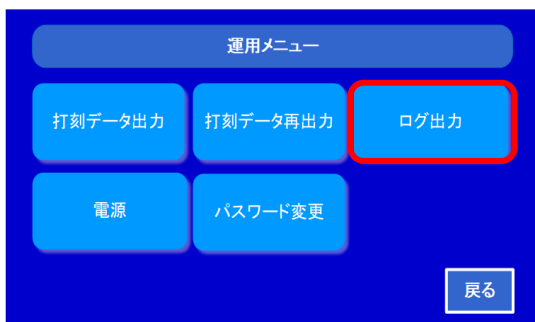 運用メニュー
打刻データ出力
打刻データ再出力
ログ出力
電源
パスワード変更
戻る